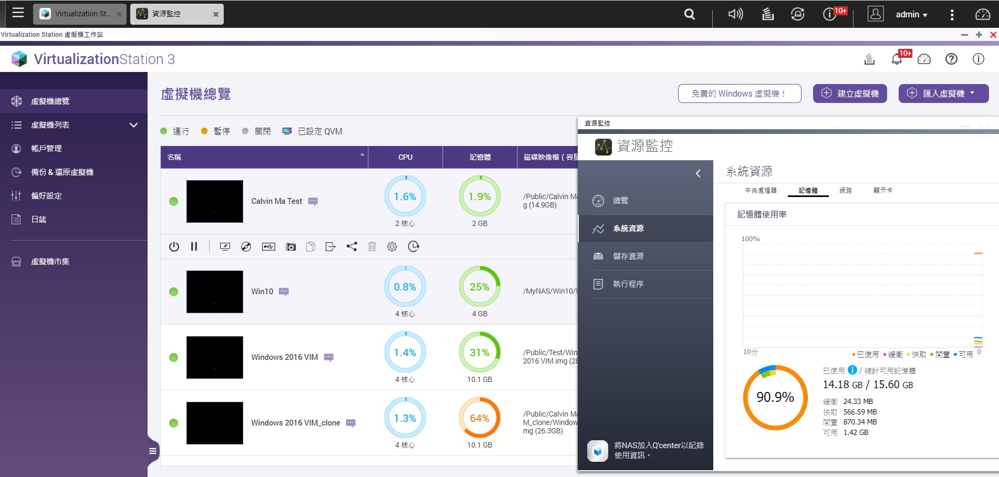 Virtualization St...
資源監控
10+
admin
Virtualization Station 虛擬機工作站
VirtualizationStation 3
10+
虛擬機總覽
虛擬機列表
帳戶管理
備份 & 還原虛擬機
偏好設定
日誌
虛擬機市集
虛擬機總覽
免費的 Windows 虛擬機！
建立虛擬機
匯入虛擬機
運行
暫停
關閉
已設定 QVM
名稱
CPU
記憶體
磁碟映像檔 ( 容量
Calvin Ma Test
1.6%
2 核心
1.9%
2 GB
/Public/Calvin Ma
g (14.9GB)
Win10
0.8%
4 核心
25%
4 GB
/MyNAS/Win10/
Windows 2016 VIM
1.4%
4 核心
31%
10.1 GB
/Public/Test/Win
2016 VIM.img (28
Windows 2016 VIM_clone
1.3%
4 核心
64%
10.1 GB
/Public/Calvin Ma
M_clone/Window
mg (26.3GB)
資源監控
資源監控
總覽
系統資源
儲存資源
執行程序
將NAS加入Q'center以記錄
使用資訊。
系統資源
中央處理器
記憶體
網路
顯示卡
記憶體使用率
100%
10分
0
已使用
緩衝
快取
閒置
可用
90.9%
已使用 / 總計可用記憶體
14.18 GB / 15.60 GB
緩衝 24.33 MB
快取 566.59 MB
閒置 870.34 MB
可用 1.42 GB